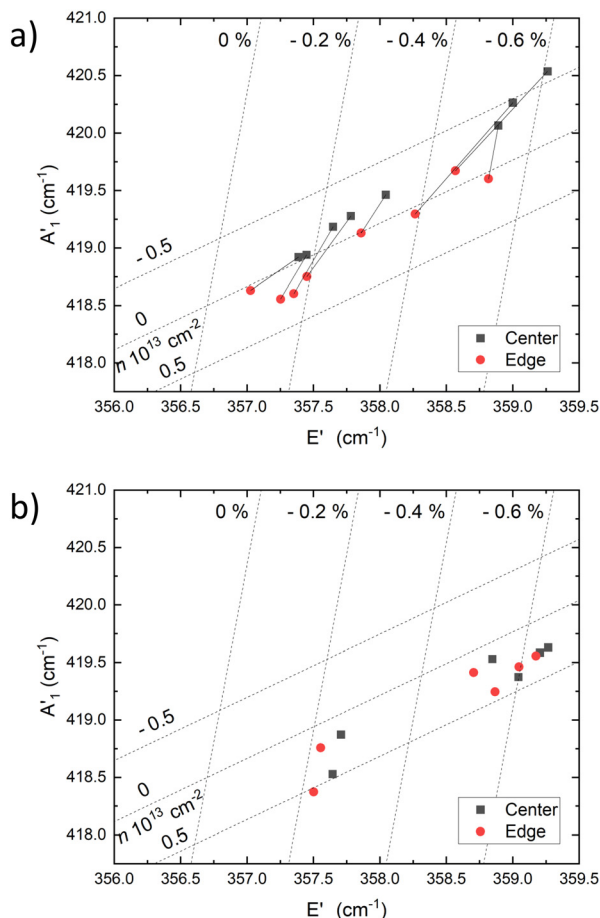 a)
421.0
420.5
420.0
419.5
419.0
418.5
418.0
A'1 (cm-1)
0 %
- 0.2 %
- 0.4 %
- 0.6 %
- 0.5
0
n 10^13 cm-2
0.5
Center
Edge
356.0 356.5 357.0 357.5 358.0 358.5 359.0 359.5
E' (cm-1)
b)
421.0
420.5
420.0
419.5
419.0
418.5
418.0
A'1 (cm-1)
0 %
- 0.2 %
- 0.4 %
- 0.6 %
- 0.5
0
n 10^13 cm-2
0.5
Center
Edge
356.0 356.5 357.0 357.5 358.0 358.5 359.0 359.5
E' (cm-1)